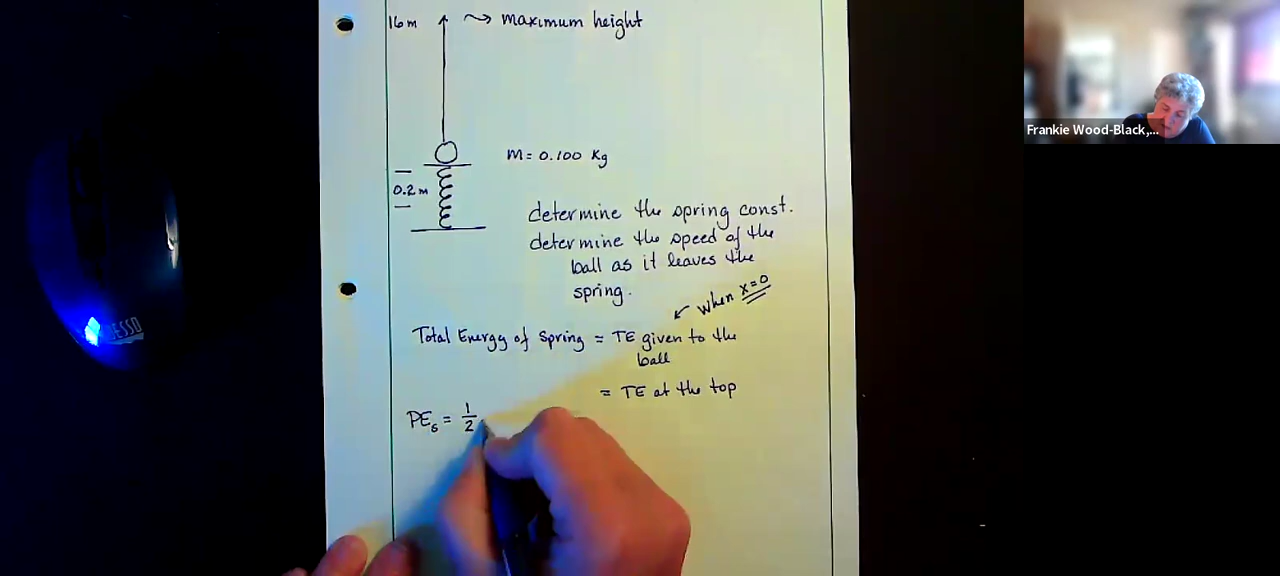 16m → maximum height
m = 0.100 Kg
0.2 m
determine the spring const.
determine the speed of the
ball as it leaves the
spring.
when x=0
Total Energy of Spring = TE given to the
ball
= TE at the top
PEs = 1/2
Frankie Wood-Black,...